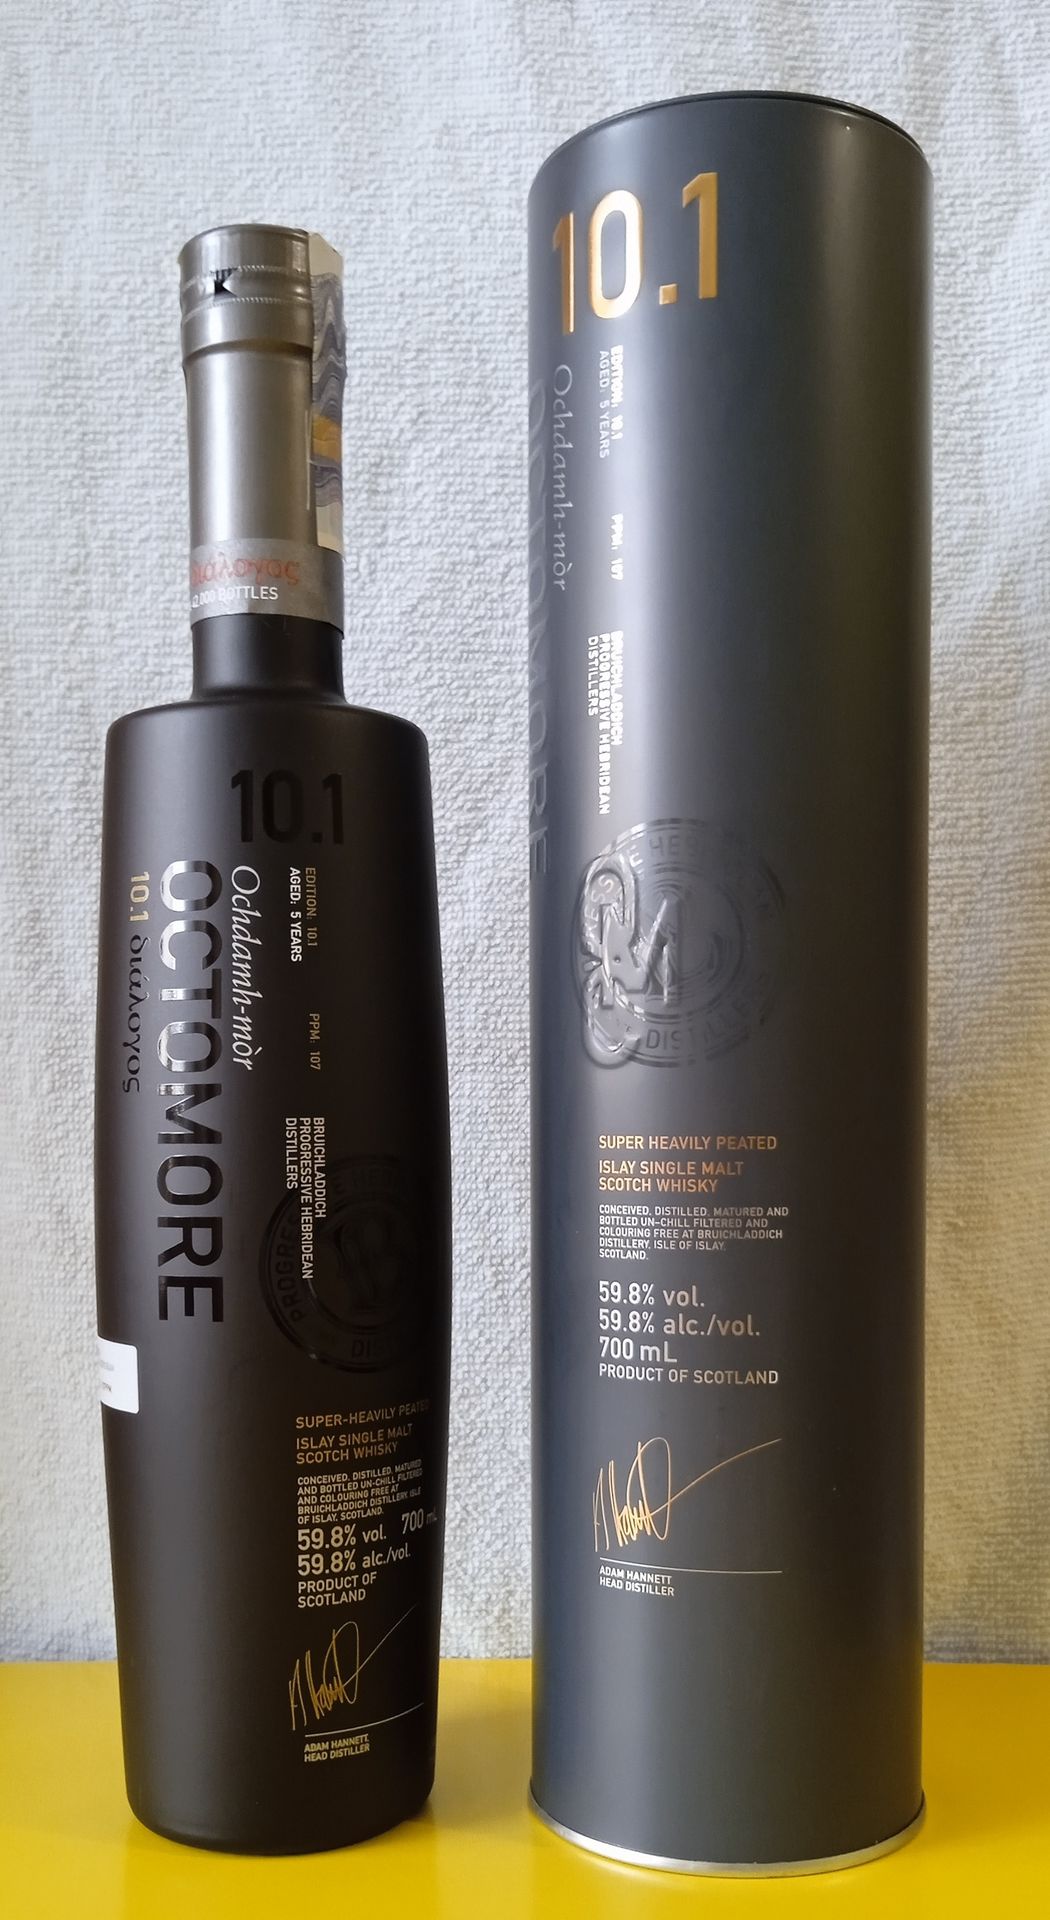 διάλογος
42,000 BOTTLES
10.1
EDITION: 10.1
AGED: 5 YEARS
PPM: 107
Ochdamh-mòr
OCTOMORE
10.1 διάλογος
BRUICHLADDICH
PROGRESSIVE HEBRIDEAN
DISTILLERS
SUPER-HEAVILY PEATED
ISLAY SINGLE MALT
SCOTCH WHISKY
CONCEIVED, DISTILLED, MATURED
AND BOTTLED UN-CHILL FILTERED
AND COLOURING FREE AT
BRUICHLADDICH DISTILLERY, ISLE
OF ISLAY, SCOTLAND.
59.8% vol. 700 mL
59.8% alc./vol.
PRODUCT OF
SCOTLAND
ADAM HANNETT,
HEAD DISTILLER
10.1
EDITION: 10.1
AGED: 5 YEARS
PPM: 107
Ochdamh-mòr
OCTOMORE
BRUICHLADDICH
PROGRESSIVE HEBRIDEAN
DISTILLERS
SUPER HEAVILY PEATED
ISLAY SINGLE MALT
SCOTCH WHISKY
CONCEIVED, DISTILLED, MATURED AND
BOTTLED UN-CHILL FILTERED AND
COLOURING FREE AT BRUICHLADDICH
DISTILLERY, ISLE OF ISLAY,
SCOTLAND.
59.8% vol.
59.8% alc./vol.
700 mL
PRODUCT OF SCOTLAND
ADAM HANNETT
HEAD DISTILLER